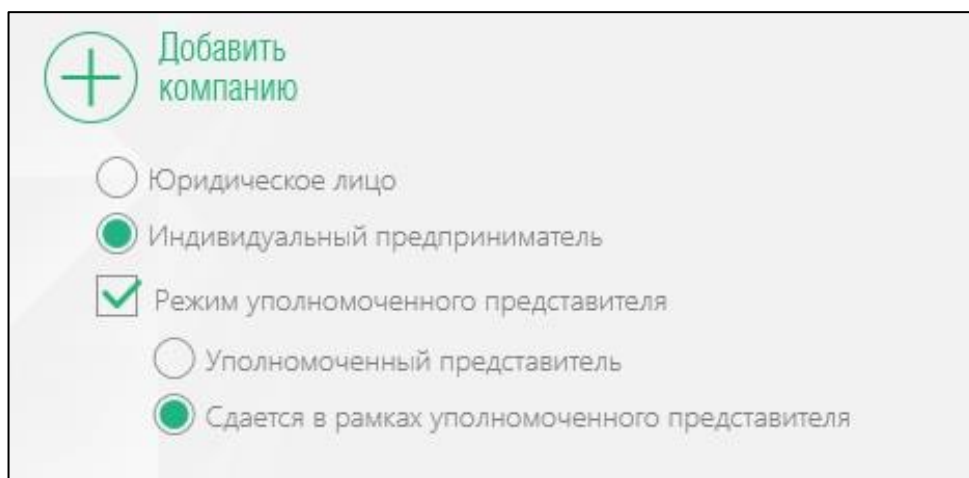 Добавить
компанию
Юридическое лицо
Индивидуальный предприниматель
Режим уполномоченного представителя
Уполномоченный представитель
Сдается в рамках уполномоченного представителя